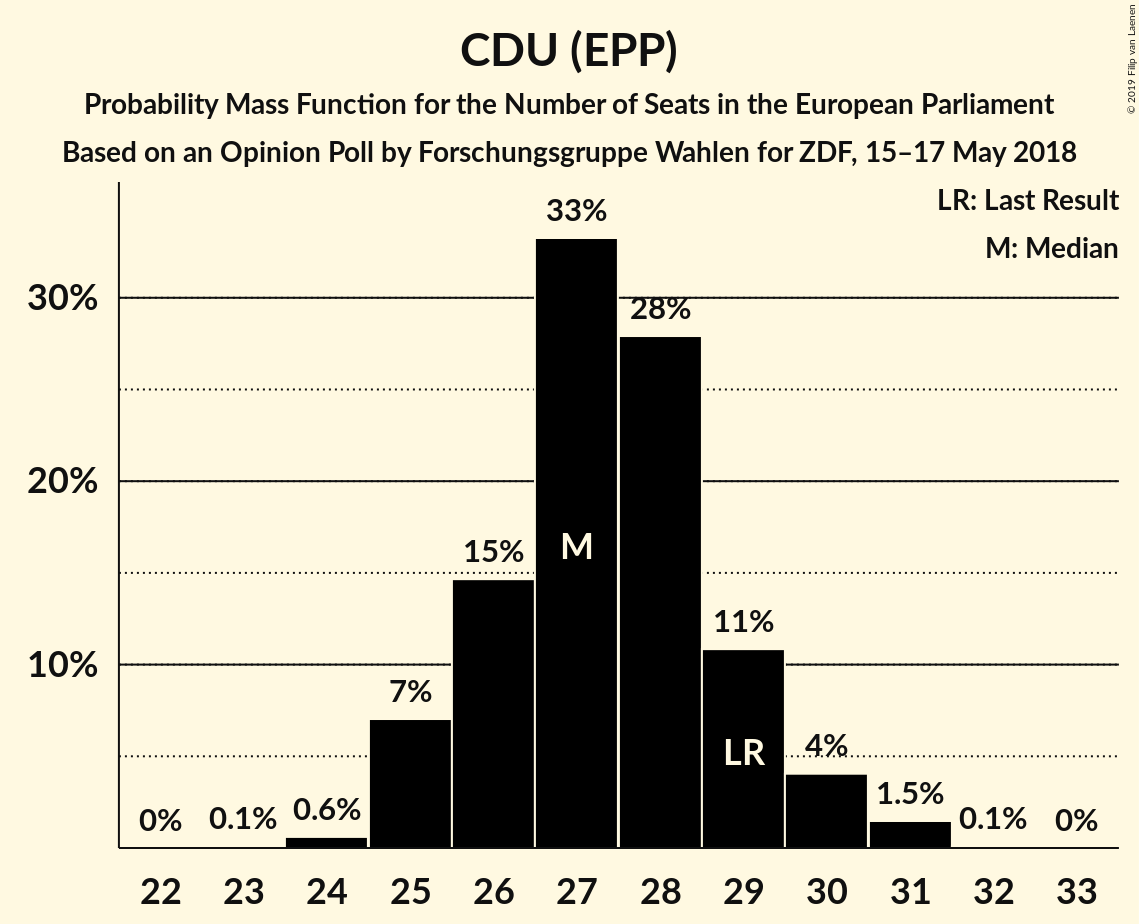 CDU (EPP)
Probability Mass Function for the Number of Seats in the European Parliament
Based on an Opinion Poll by Forschungsgruppe Wahlen for ZDF, 15–17 May 2018
© 2019 Filip van Laenen
LR: Last Result
M: Median
30%
20%
10%
0%
0.1%
0.6%
7%
15%
33%
28%
11%
4%
1.5%
0.1%
0%
M
LR
22 23 24 25 26 27 28 29 30 31 32 33